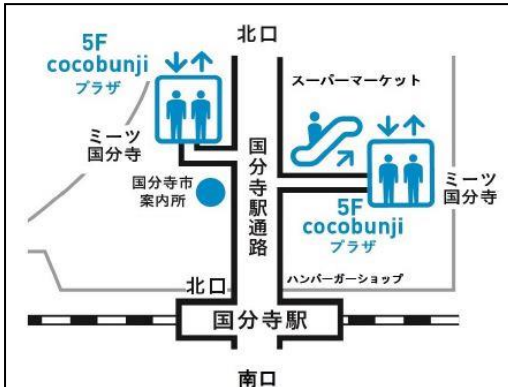 北口
5F
cocobunji
プラザ
スーパーマーケット
ミーツ
国分寺
国分寺市
案内所
国分寺駅通路
ミーツ
国分寺
5F
cocobunji
プラザ
北口
ハンバーガーショップ
国分寺駅
南口